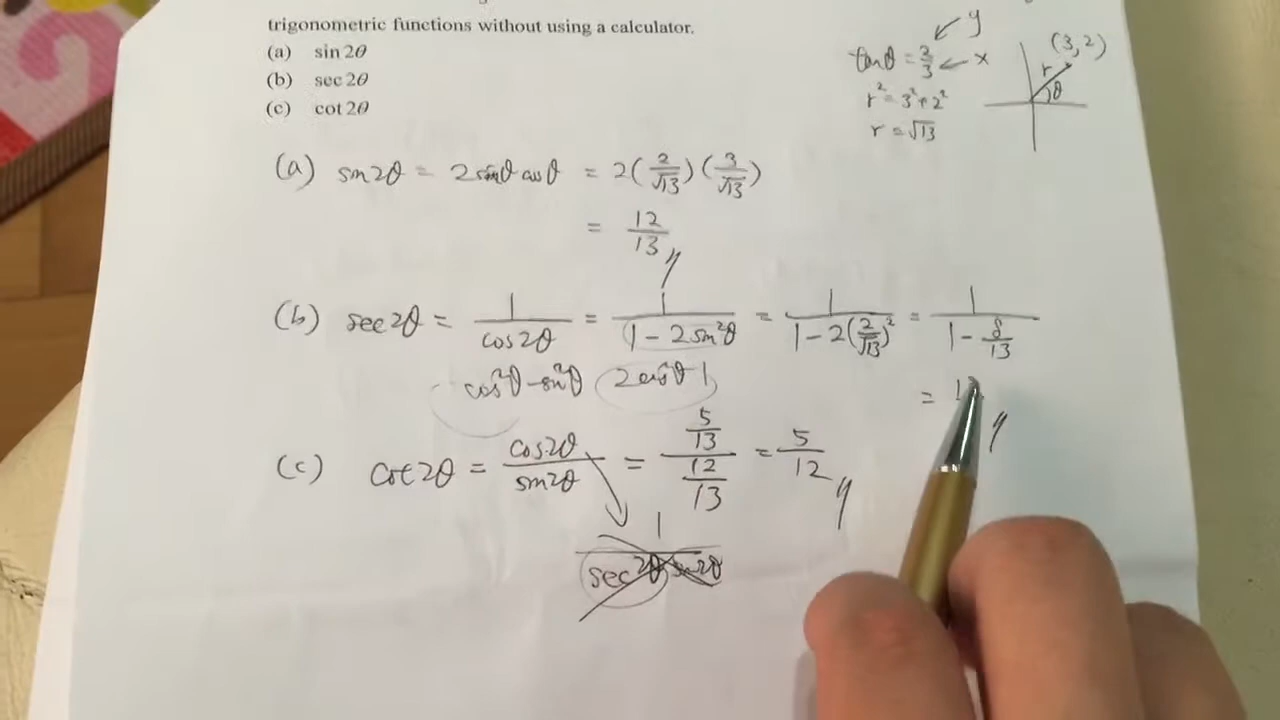 trigonometric functions without using a calculator.
(a) sin 2θ
(b) sec 2θ
(c) cot 2θ
y
tanθ = 2/3 x
r² = 3² + 2²
r = √13
(3, 2)
r
θ
(a) sin2θ = 2sinθ cosθ = 2(2/√13)(3/√13)
= 12/13
(b) sec2θ = 1/cos2θ = 1/(1 − 2sin²θ) = 1/(1 − 2(2/√13)²) = 1/(1 − 8/13)
cos²θ − sin²θ 2cos²θ − 1
=
(c) cot2θ = cos2θ/sin2θ = (5/13)/(12/13) = 5/12
1/(sec2θ sin2θ)